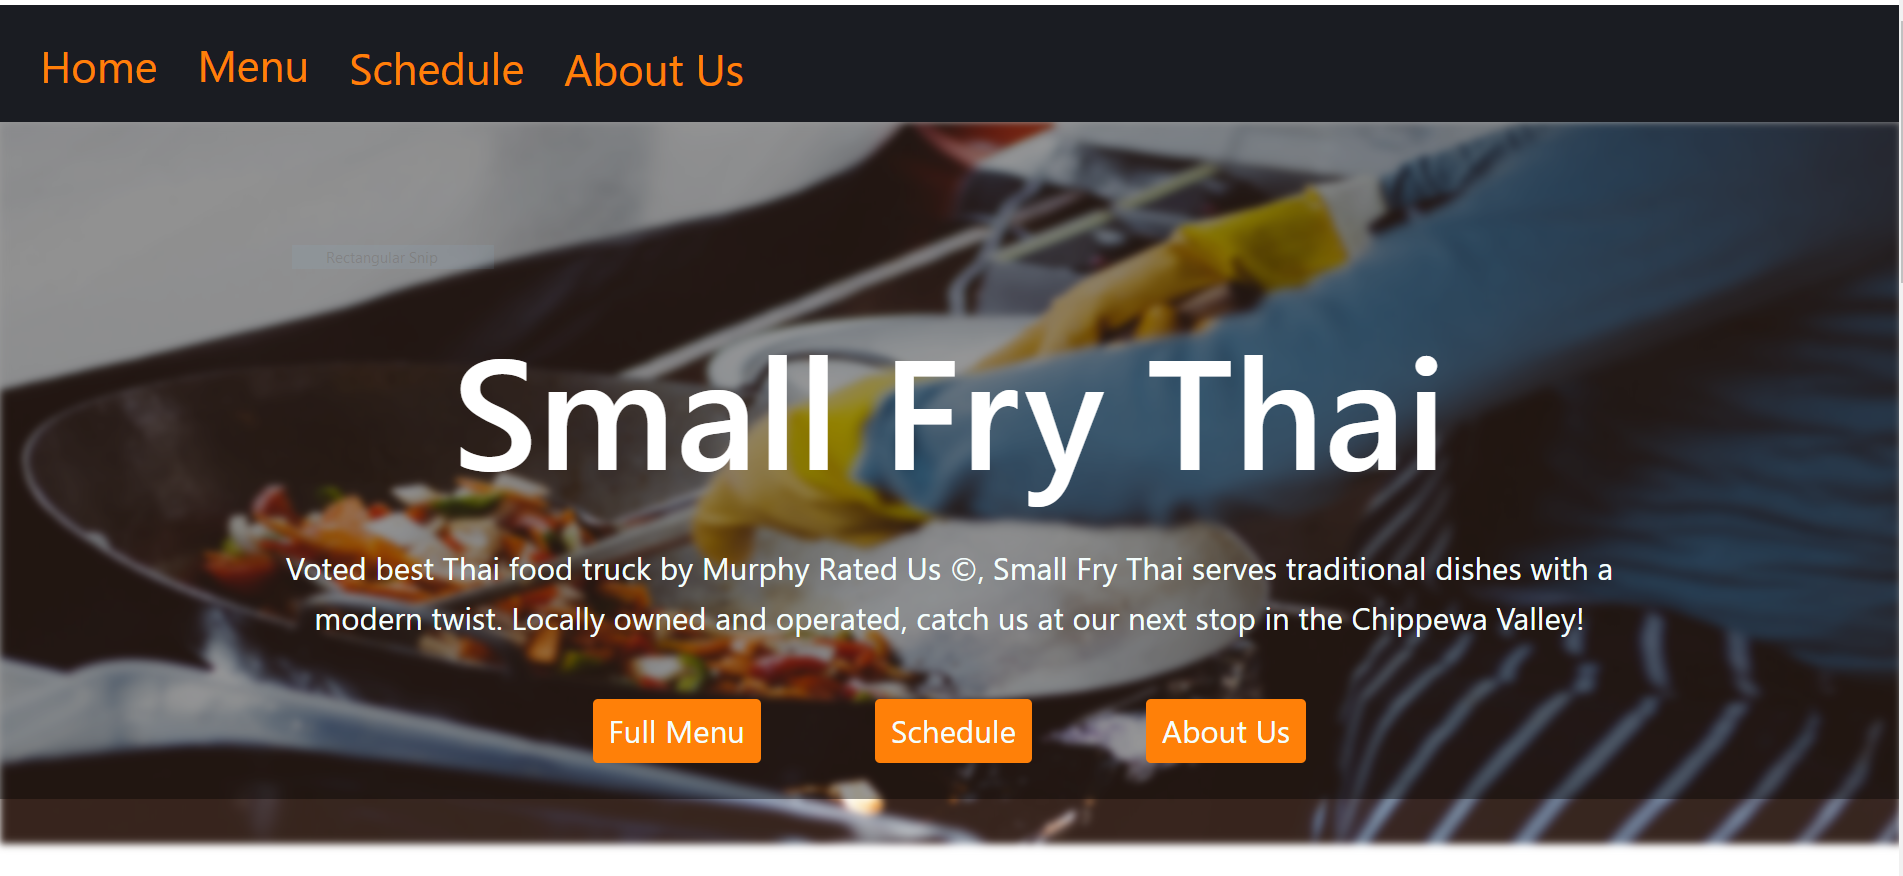 Home Menu Schedule About Us
Rectangular Snip
Small Fry Thai
Voted best Thai food truck by Murphy Rated Us ©, Small Fry Thai serves traditional dishes with a
modern twist. Locally owned and operated, catch us at our next stop in the Chippewa Valley!
Full Menu Schedule About Us